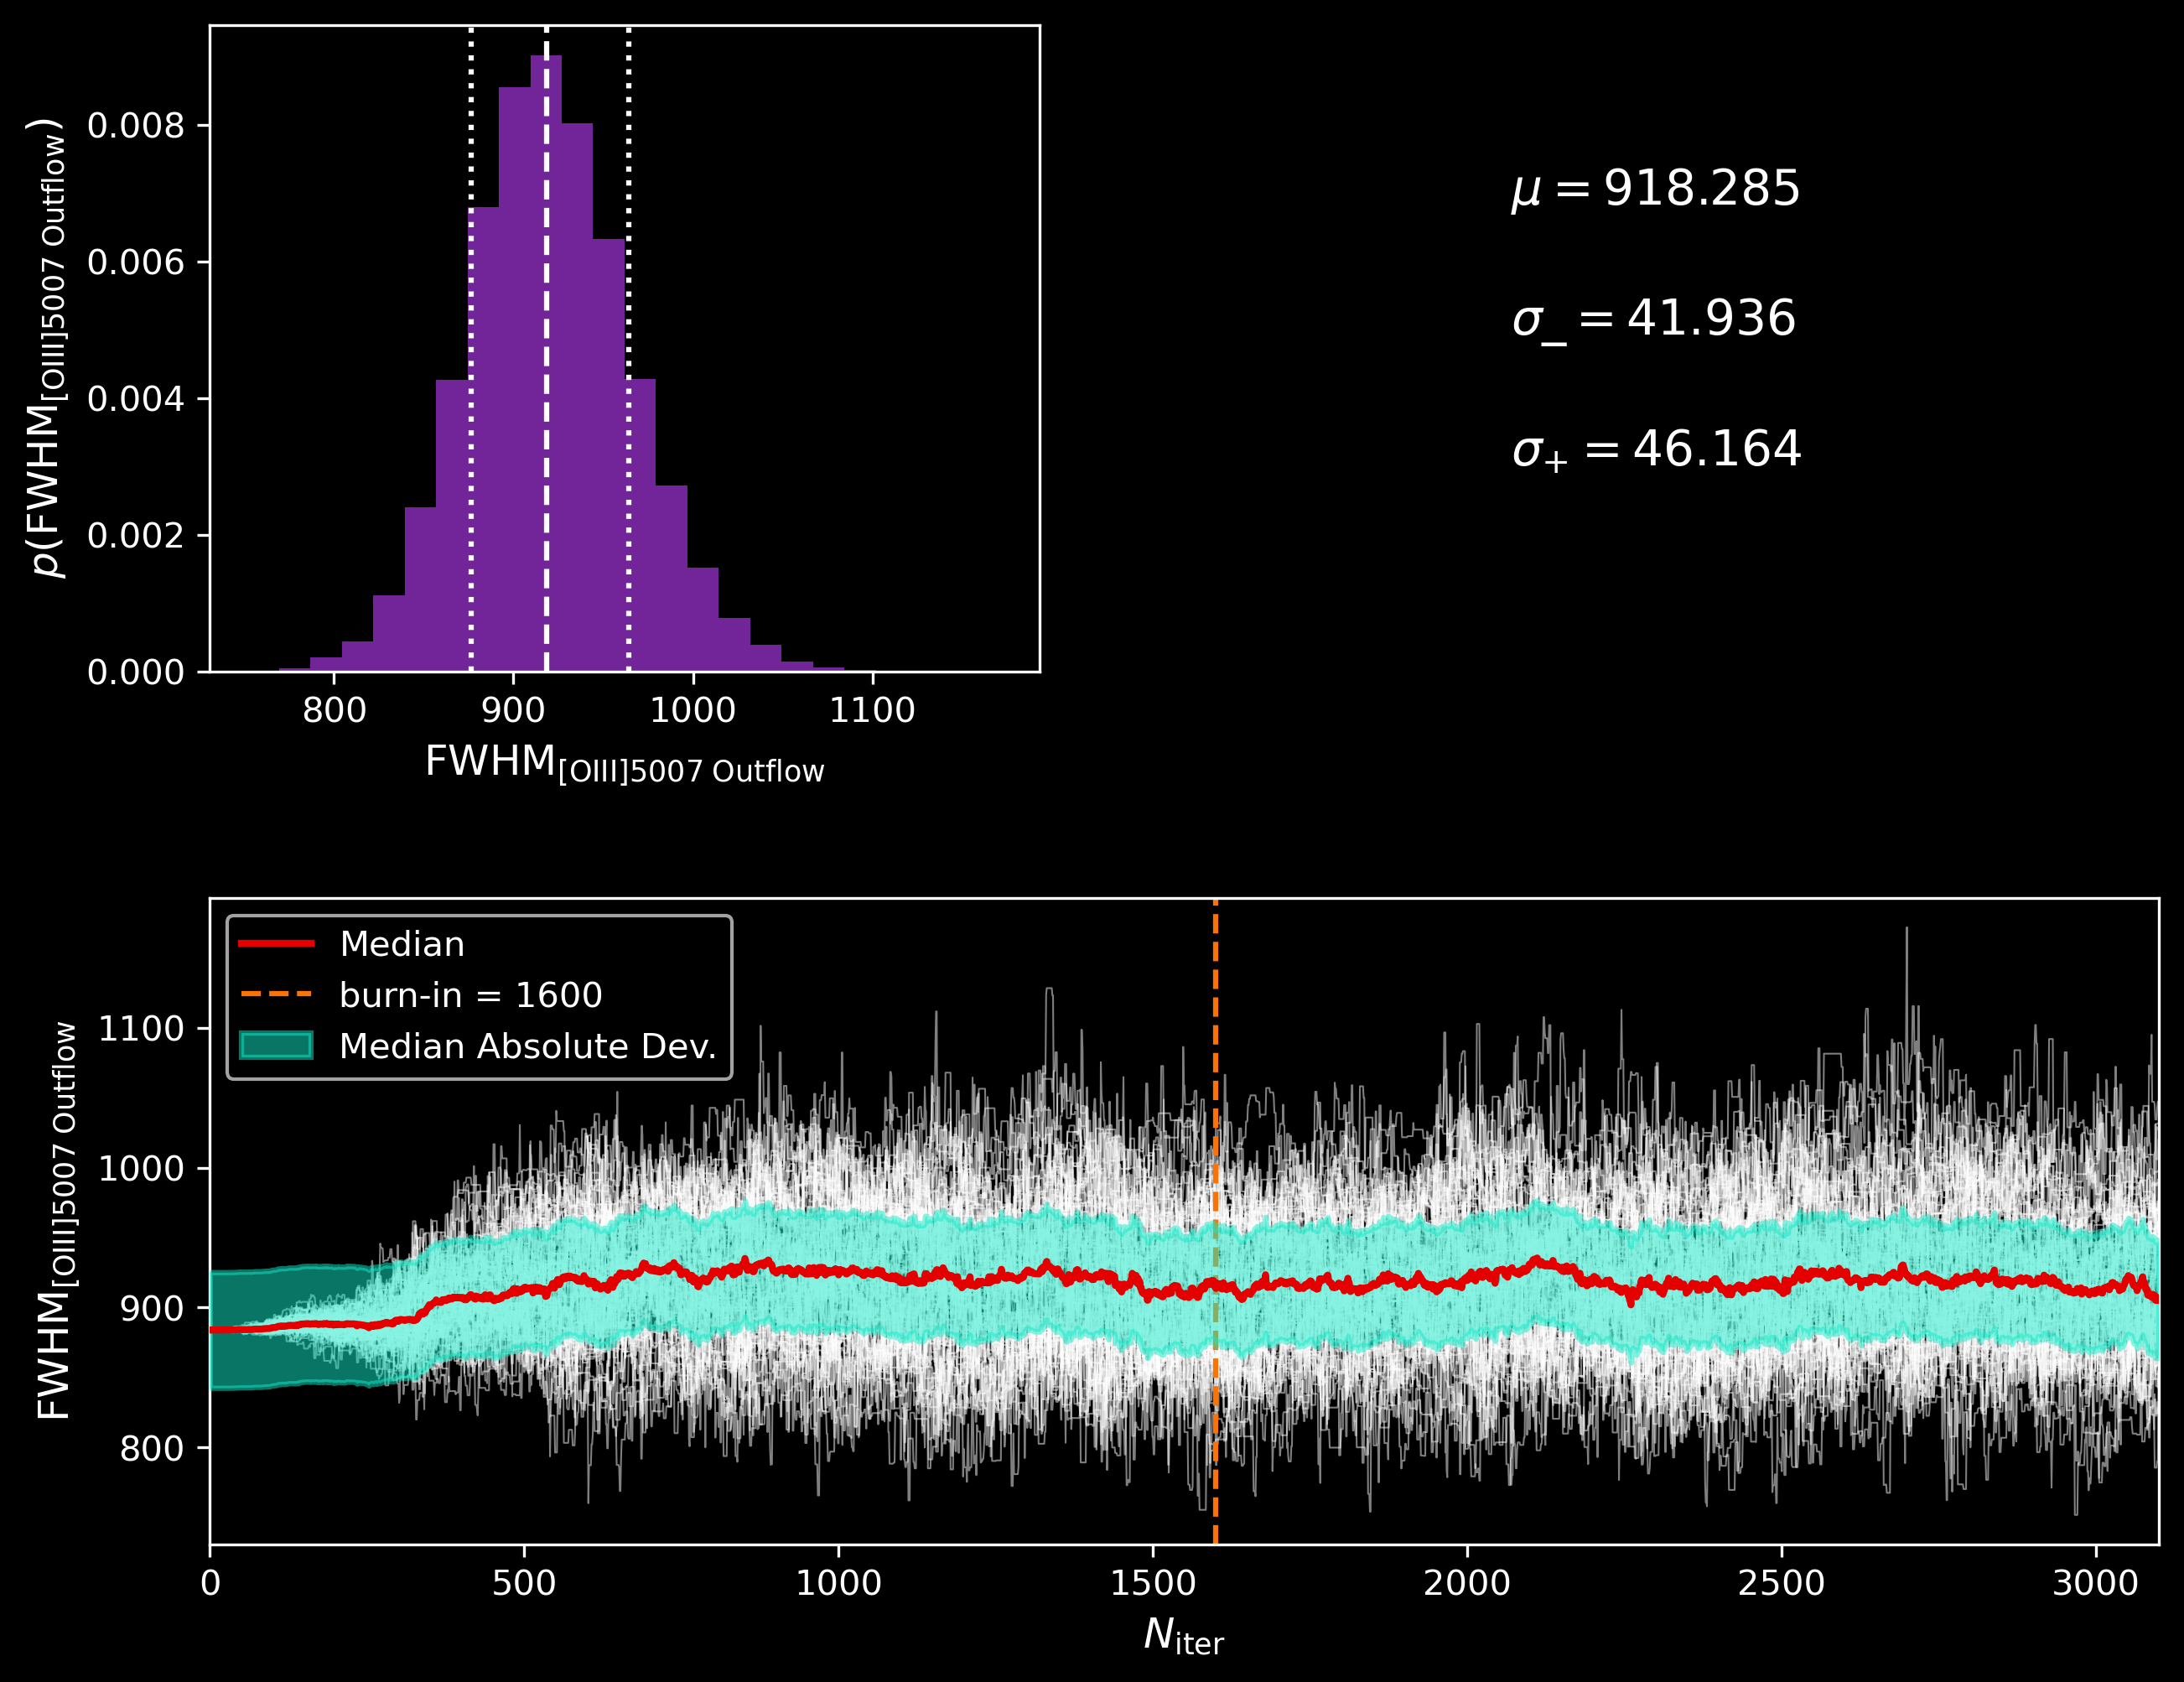 p(FWHM[OIII]5007 Outflow)
0.008
0.006
0.004
0.002
0.000
800 900 1000 1100
FWHM[OIII]5007 Outflow
μ = 918.285
σ− = 41.936
σ+ = 46.164
FWHM[OIII]5007 Outflow
1100
1000
900
800
Median
burn-in = 1600
Median Absolute Dev.
0 500 1000 1500 2000 2500 3000
Niter